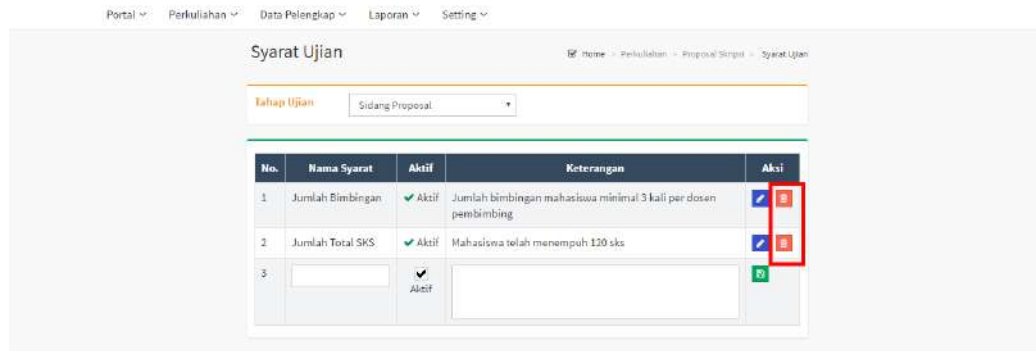 Portal Perkuliahan Data Pelengkap Laporan Setting
Syarat Ujian
Home > Perkuliahan > Proposal Skripsi > Syarat Ujian
Tahap Ujian Sidang Proposal
No. Nama Syarat Aktif Keterangan Aksi
1 Jumlah Bimbingan Aktif Jumlah bimbingan mahasiswa minimal 3 kali per dosen
pembimbing
2 Jumlah Total SKS Aktif Mahasiswa telah menempuh 120 sks
3
Aktif